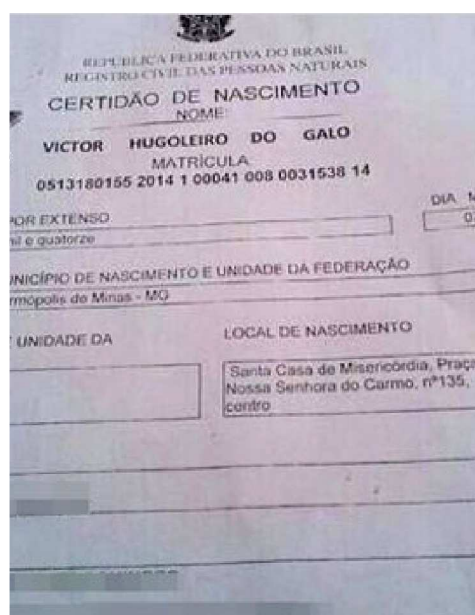 REPÚBLICA FEDERATIVA DO BRASIL
REGISTRO CIVIL DAS PESSOAS NATURAIS
CERTIDÃO DE NASCIMENTO
NOME:
VICTOR HUGOLEIRO DO GALO
MATRÍCULA
0513180155 2014 1 00041 008 0031538 14
POR EXTENSO
DIA M
mil e quatorze
0
UNICÍPIO DE NASCIMENTO E UNIDADE DA FEDERAÇÃO
rmópolis de Minas - MG
UNIDADE DA
LOCAL DE NASCIMENTO
Santa Casa de Misericórdia, Praça
Nossa Senhora do Carmo, nº135,
centro